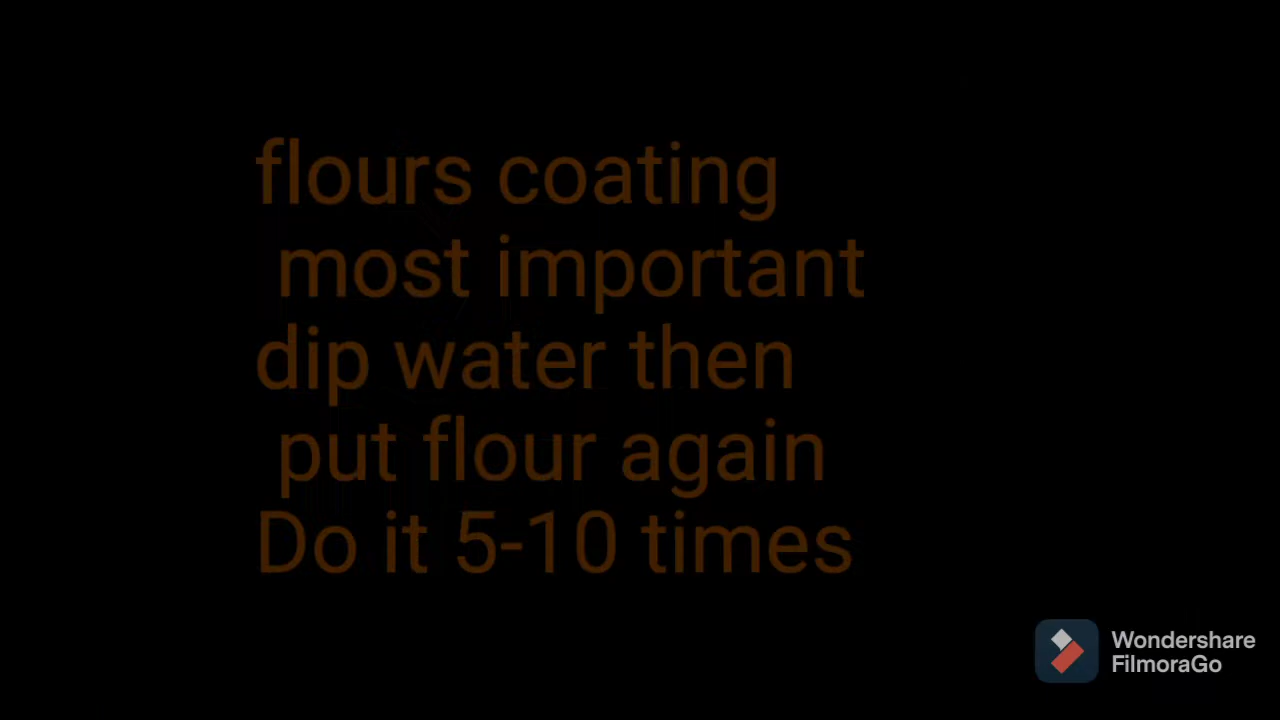 flours coating
most important
dip water then
put flour again
Do it 5-10 times
Wondershare
FilmoraGo